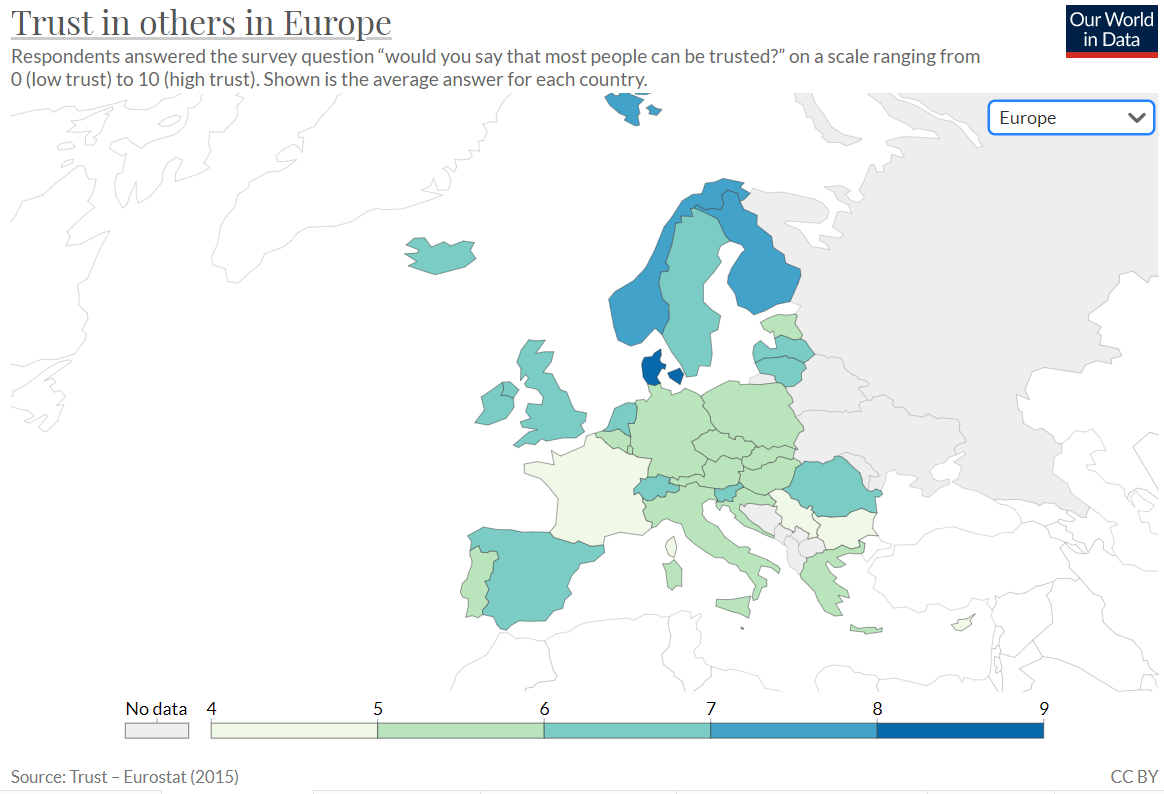 Trust in others in Europe
Our World
in Data
Respondents answered the survey question “would you say that most people can be trusted?” on a scale ranging from
0 (low trust) to 10 (high trust). Shown is the average answer for each country.
Europe
No data
4
5
6
7
8
9
Source: Trust – Eurostat (2015)
CC BY